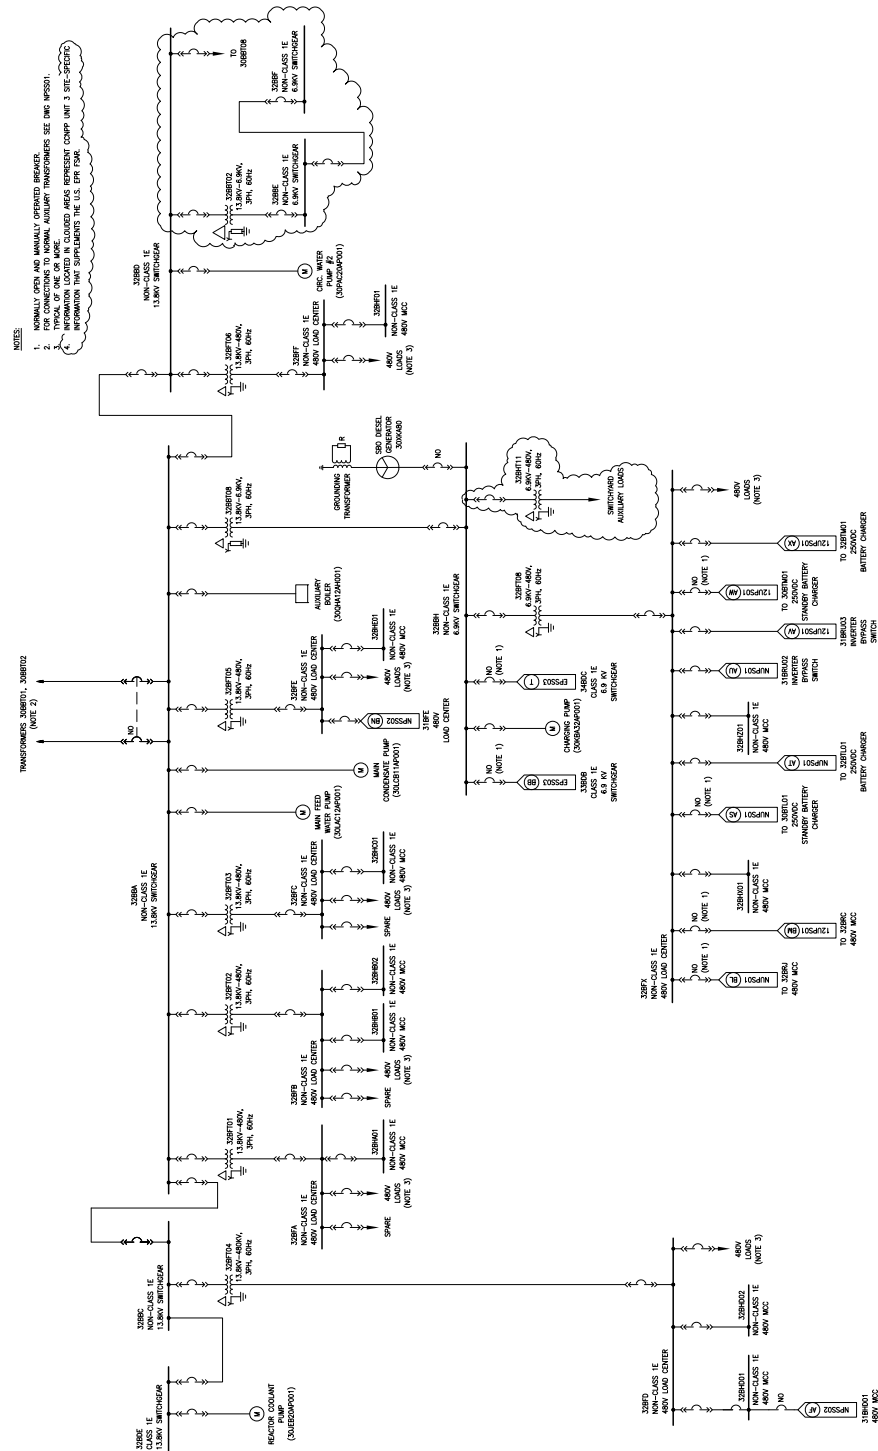 NOTES:
1. NORMALLY OPEN AND MANUALLY OPERATED BREAKER.
2. FOR CONNECTIONS TO NORMAL AUXILIARY TRANSFORMERS SEE DWG NPSS01.
3. TYPICAL OF ONE OR MORE.
4. INFORMATION LOCATED IN CLOUDED AREAS REPRESENT CCNPP UNIT 3 SITE-SPECIFIC
INFORMATION THAT SUPPLEMENTS THE U.S. EPR FSAR.
TRANSFORMERS 30BBT01, 30BBT02
(NOTE 2)
NO
32BDE
CLASS 1E
13.8KV SWITCHGEAR
M
REACTOR COOLANT
PUMP
(30JEB20AP001)
32BBC
NON-CLASS 1E
13.8KV SWITCHGEAR
32BFT04
13.8KV-480KV,
3PH, 60Hz
32BBA
NON-CLASS 1E
13.8KV SWITCHGEAR
32BFT01
13.8KV-480V,
3PH, 60Hz
32BFA
NON-CLASS 1E
480V LOAD CENTER
SPARE
480V
LOADS
(NOTE 3)
32BHA01
NON-CLASS 1E
480V MCC
32BFT02
13.8KV-480V,
3PH, 60Hz
32BFB
NON-CLASS 1E
480V LOAD CENTER
SPARE
480V
LOADS
(NOTE 3)
32BHB01
NON-CLASS 1E
480V MCC
32BHB02
NON-CLASS 1E
480V MCC
32BFT03
13.8KV-480V,
3PH, 60Hz
32BFC
NON-CLASS 1E
480V LOAD CENTER
SPARE
480V
LOADS
(NOTE 3)
32BHC01
NON-CLASS 1E
480V MCC
M
MAIN FEED
WATER PUMP
(30LAC12AP001)
M
MAIN
CONDENSATE PUMP
(30LCB11AP001)
32BFT05
13.8KV-480V,
3PH, 60Hz
32BFE
NON-CLASS 1E
480V LOAD CENTER
NPSS02 BN
31BFE
480V
LOAD CENTER
480V
LOADS
(NOTE 3)
32BHE01
NON-CLASS 1E
480V MCC
AUXILIARY
BOILER
(30QHA12AH001)
32BBT08
13.8KV-6.9KV,
3PH, 60Hz
32BBD
NON-CLASS 1E
13.8KV SWITCHGEAR
32BFT06
13.8KV-480V,
3PH, 60Hz
32BFF
NON-CLASS 1E
480V LOAD CENTER
480V
LOADS
(NOTE 3)
32BHF01
NON-CLASS 1E
480V MCC
M
CIRC. WATER
PUMP #2
(30PAC20AP001)
32BBT02
13.8KV-6.9KV,
3PH, 60Hz
32BBE
NON-CLASS 1E
6.9KV SWITCHGEAR
32BBF
NON-CLASS 1E
6.9KV SWITCHGEAR
TO
30BBT08
GROUNDING
TRANSFORMER
R
SBO DIESEL
GENERATOR
30XKA80
NO
32BBH
NON-CLASS 1E
6.9KV SWITCHGEAR
NO
(NOTE 1)
EPSS03 BB
33BDB
CLASS 1E
6.9 KV
SWITCHGEAR
M
CHARGING PUMP
(30KBA32AP001)
NO
(NOTE 1)
EPSS03 T
34BDC
CLASS 1E
6.9 KV
SWITCHGEAR
32BFT08
6.9KV-480V,
3PH, 60Hz
32BHT11
6.9KV-480V,
3PH, 60Hz
SWITCHYARD
AUXILIARY LOADS
32BFX
NON-CLASS 1E
480V LOAD CENTER
NO
(NOTE 1)
NUPS01 BL
TO 32BRJ
480V MCC
NO
(NOTE 1)
12UPS01 BM
TO 32BRC
480V MCC
32BHX01
NON-CLASS 1E
480V MCC
NO
(NOTE 1)
NUPS01 AS
TO 30BTL01
250VDC
STANDBY BATTERY
CHARGER
NUPS01 AT
TO 32BTL01
250VDC
BATTERY CHARGER
32BHZ01
NON-CLASS 1E
480V MCC
NUPS01 AU
31BRU02
INVERTER
BYPASS
SWITCH
12UPS01 AV
31BRU03
INVERTER
BYPASS
SWITCH
NO
(NOTE 1)
12UPS01 AW
TO 30BTM01
250VDC
STANDBY BATTERY
CHARGER
12UPS01 AX
TO 32BTM01
250VDC
BATTERY CHARGER
480V
LOADS
(NOTE 3)
32BFD
NON-CLASS 1E
480V LOAD CENTER
32BHD01
NON-CLASS 1E
480V MCC
NO
NPSS02 AF
31BHD01
480V MCC
32BHD02
NON-CLASS 1E
480V MCC
480V
LOADS
(NOTE 3)